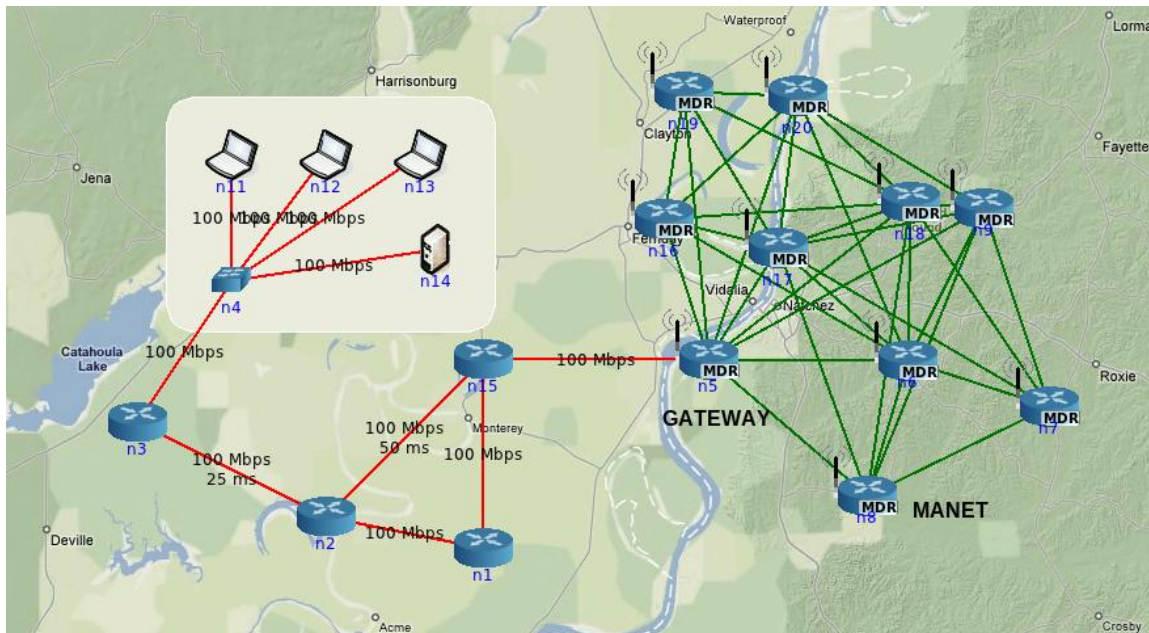 Waterproof
Lorma
Harrisonburg
MDR
n19
MDR
n20
Clayton
Fayette
Jena
n11
n12
n13
MDR
n18
MDR
n9
100 Mbps
100 Mbps
100 Mbps
MDR
n16
MDR
n17
100 Mbps
n14
n4
Vidalia
Natchez
100 Mbps
Catahoula
Lake
n15
100 Mbps
MDR
n5
MDR
n6
Roxie
GATEWAY
MDR
n7
n3
100 Mbps
50 ms
Monterey
100 Mbps
100 Mbps
25 ms
MDR
n8
MANET
Deville
n2
100 Mbps
n1
Acme
Crosby